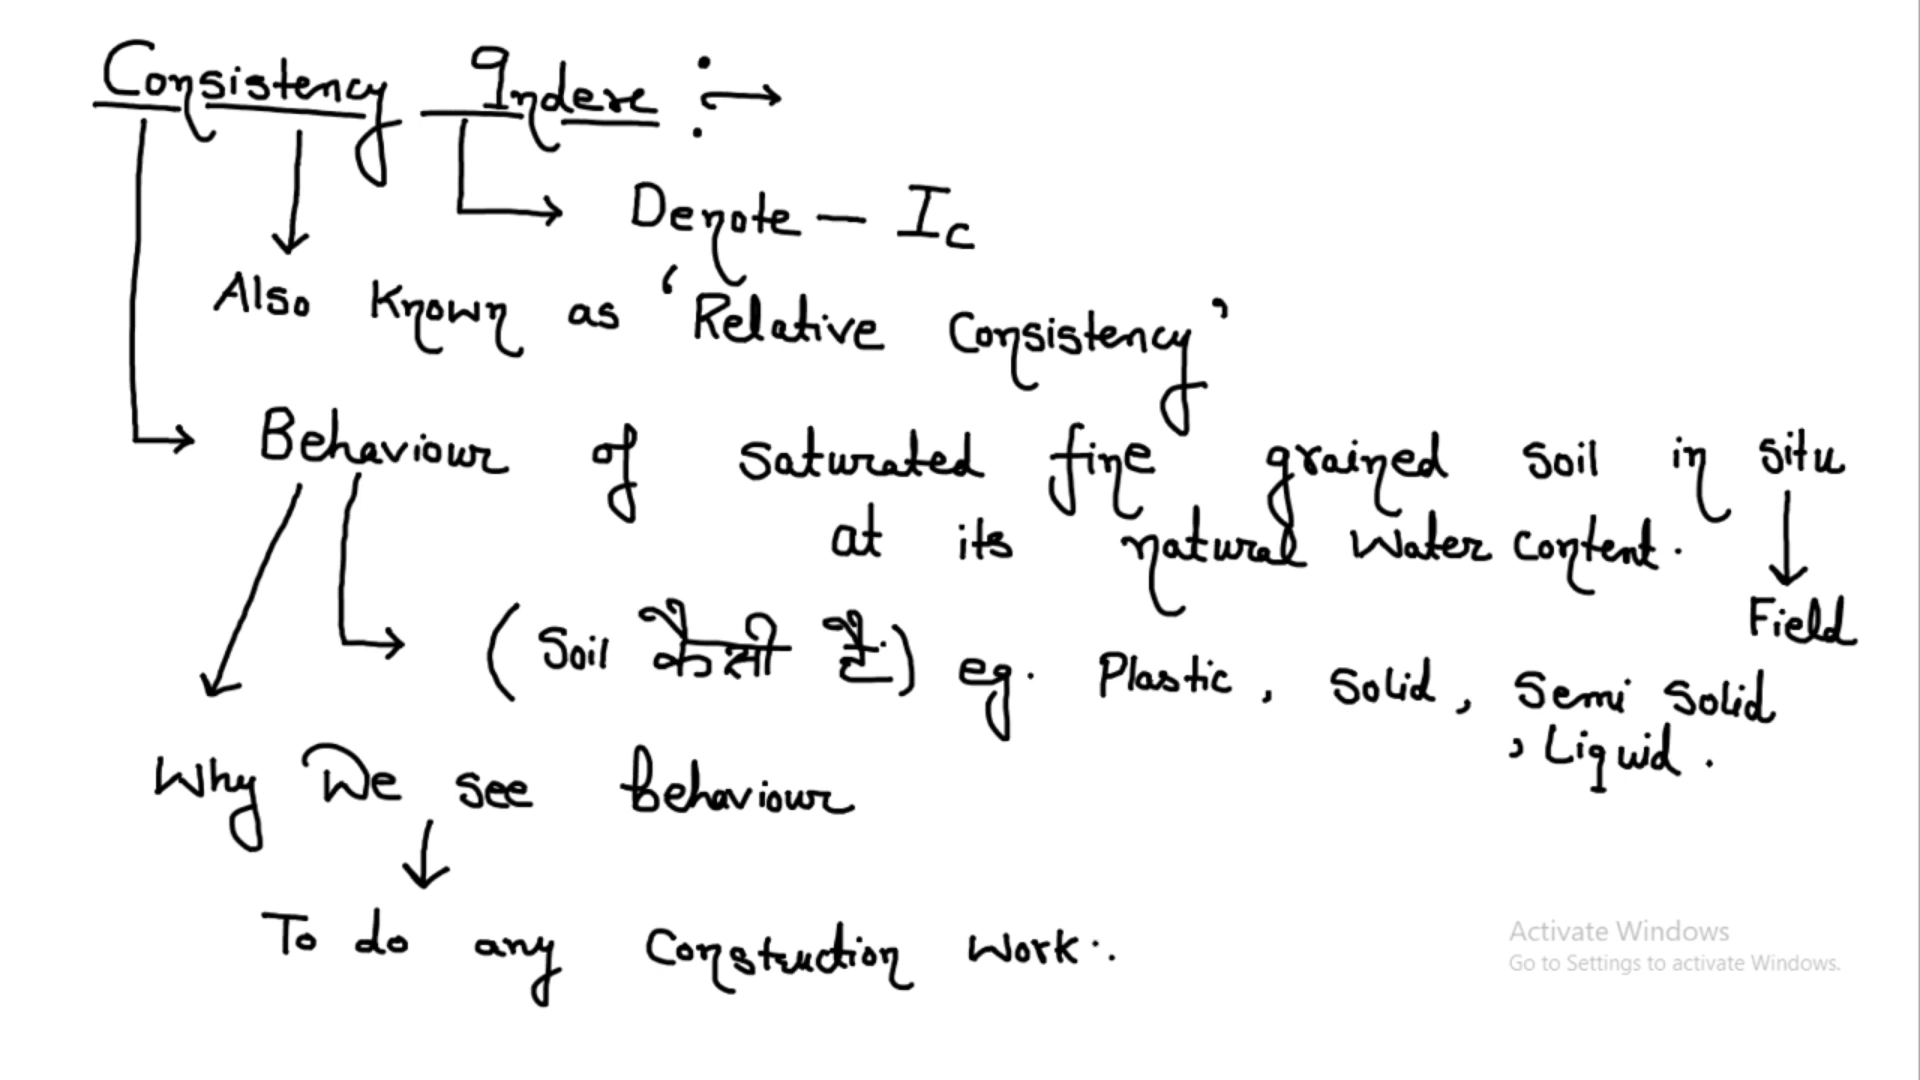 Consistency Index :→
Denote - Ic
Also Known as 'Relative Consistency'
Behaviour of saturated fine grained soil in situ
at its natural water content.
Field
(Soil कैसी है) eg. Plastic, Solid, Semi Solid
, Liquid.
Why We see behaviour
To do any Construction Work.
Activate Windows
Go to Settings to activate Windows.